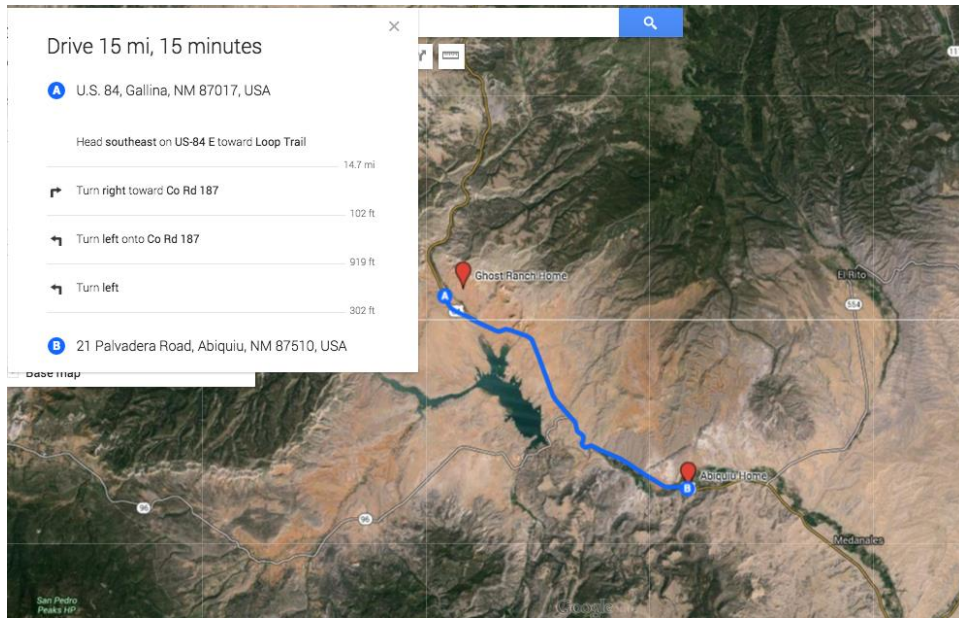 Drive 15 mi, 15 minutes
A U.S. 84, Gallina, NM 87017, USA
Head southeast on US-84 E toward Loop Trail
14.7 mi
Turn right toward Co Rd 187
102 ft
Turn left onto Co Rd 187
919 ft
Turn left
302 ft
B 21 Palvadera Road, Abiquiu, NM 87510, USA
Base map
Ghost Ranch Home
A
El Rito
554
Abiquiu Home
B
96
96
Medanales
San Pedro
Peaks HP
Google